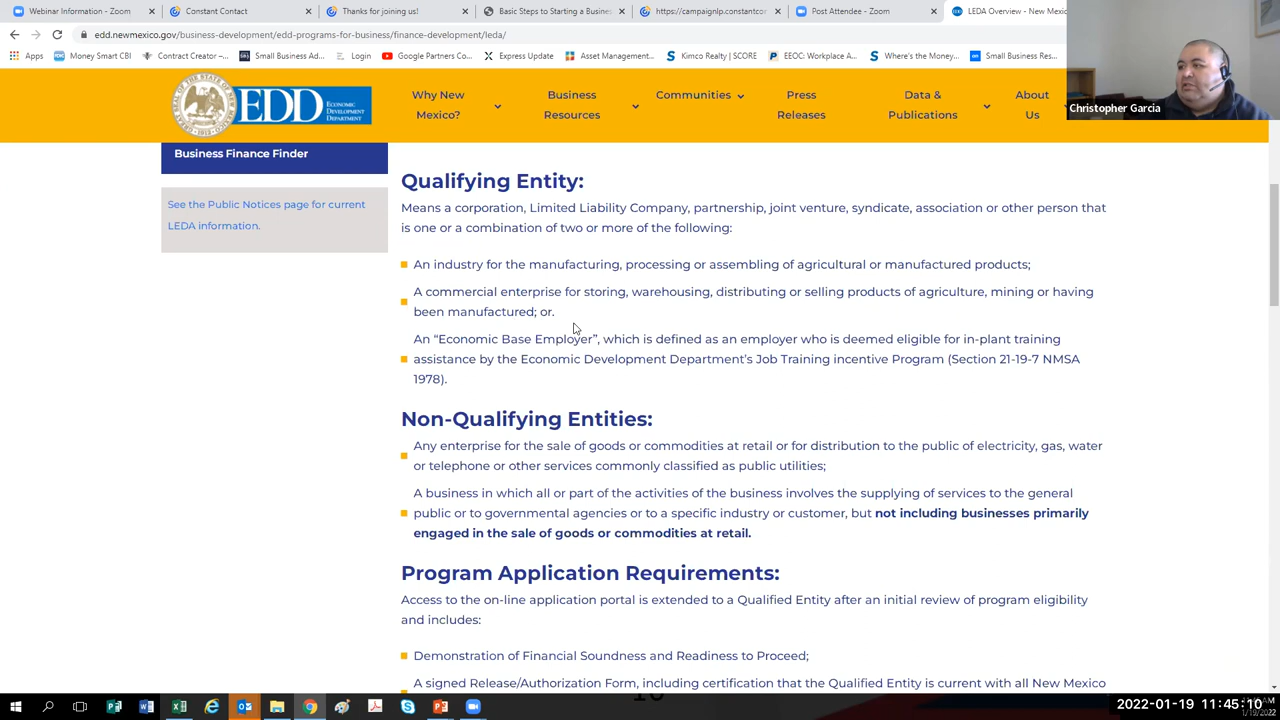 Webinar Information - Zoom
Constant Contact
Thanks for joining us!
Basic Steps to Starting a Busines
https://campaignlp.constantcon
Post Attendee - Zoom
LEDA Overview - New Mexi
edd.newmexico.gov/business-development/edd-programs-for-business/finance-development/leda/
Apps
Money Smart CBI
Contract Creator –...
Small Business Ad...
Login
Google Partners Co...
Express Update
Asset Management...
Kimco Realty | SCORE
EEOC: Workplace A...
Where's the Money...
Small Business Res...
Christopher Garcia
EDD
ECONOMIC
DEVELOPMENT
DEPARTMENT
Why New
Mexico?
Business
Resources
Communities
Press
Releases
Data &
Publications
About
Us
Business Finance Finder
See the Public Notices page for current
LEDA information.
Qualifying Entity:
Means a corporation, Limited Liability Company, partnership, joint venture, syndicate, association or other person that
is one or a combination of two or more of the following:
An industry for the manufacturing, processing or assembling of agricultural or manufactured products;
A commercial enterprise for storing, warehousing, distributing or selling products of agriculture, mining or having
been manufactured; or.
An “Economic Base Employer”, which is defined as an employer who is deemed eligible for in-plant training
assistance by the Economic Development Department’s Job Training incentive Program (Section 21-19-7 NMSA
1978).
Non-Qualifying Entities:
Any enterprise for the sale of goods or commodities at retail or for distribution to the public of electricity, gas, water
or telephone or other services commonly classified as public utilities;
A business in which all or part of the activities of the business involves the supplying of services to the general
public or to governmental agencies or to a specific industry or customer, but not including businesses primarily
engaged in the sale of goods or commodities at retail.
Program Application Requirements:
Access to the on-line application portal is extended to a Qualified Entity after an initial review of program eligibility
and includes:
Demonstration of Financial Soundness and Readiness to Proceed;
A signed Release/Authorization Form, including certification that the Qualified Entity is current with all New Mexico
2022-01-19 11:45:10
1/19/2022